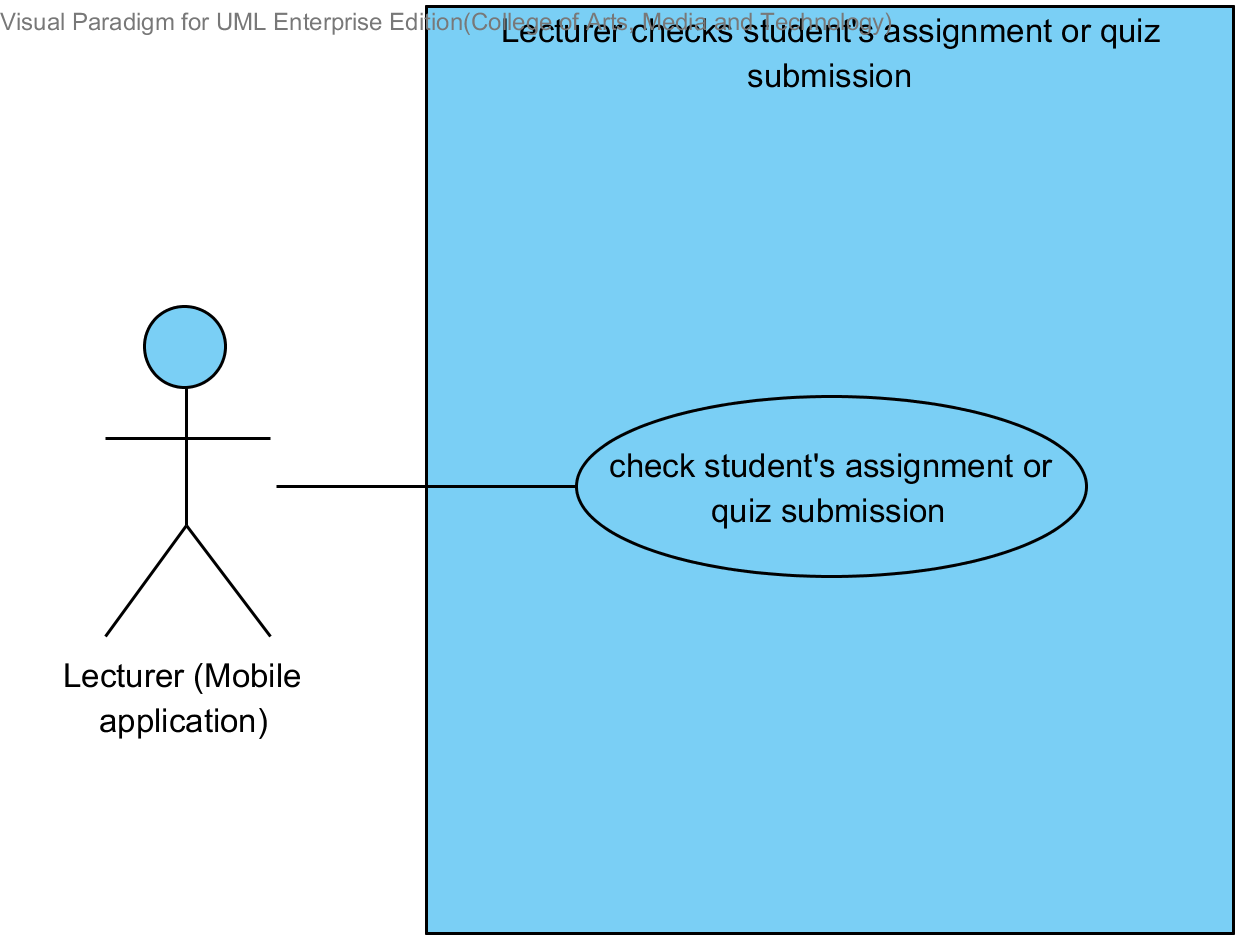 Visual Paradigm for UML Enterprise Edition(College of Arts, Media and Technology)
Lecturer checks student's assignment or quiz
submission
check student's assignment or
quiz submission
Lecturer (Mobile
application)